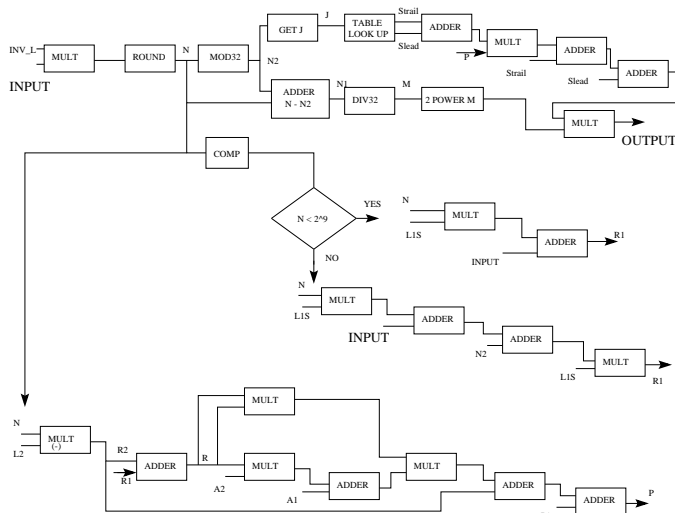 INV_L
MULT
INPUT
ROUND
N
MOD32
N2
GET J
J
TABLE
LOOK UP
Strail
Slead
ADDER
P
MULT
Strail
ADDER
Slead
ADDER
ADDER
N - N2
N1
DIV32
M
2 POWER M
MULT
OUTPUT
COMP
N < 2^9
YES
NO
N
L1S
MULT
INPUT
ADDER
R1
N
L1S
MULT
INPUT
ADDER
N2
ADDER
L1S
MULT
R1
N
L2
MULT
(-)
R2
R1
ADDER
R
MULT
A2
MULT
A1
ADDER
MULT
ADDER
ADDER
P